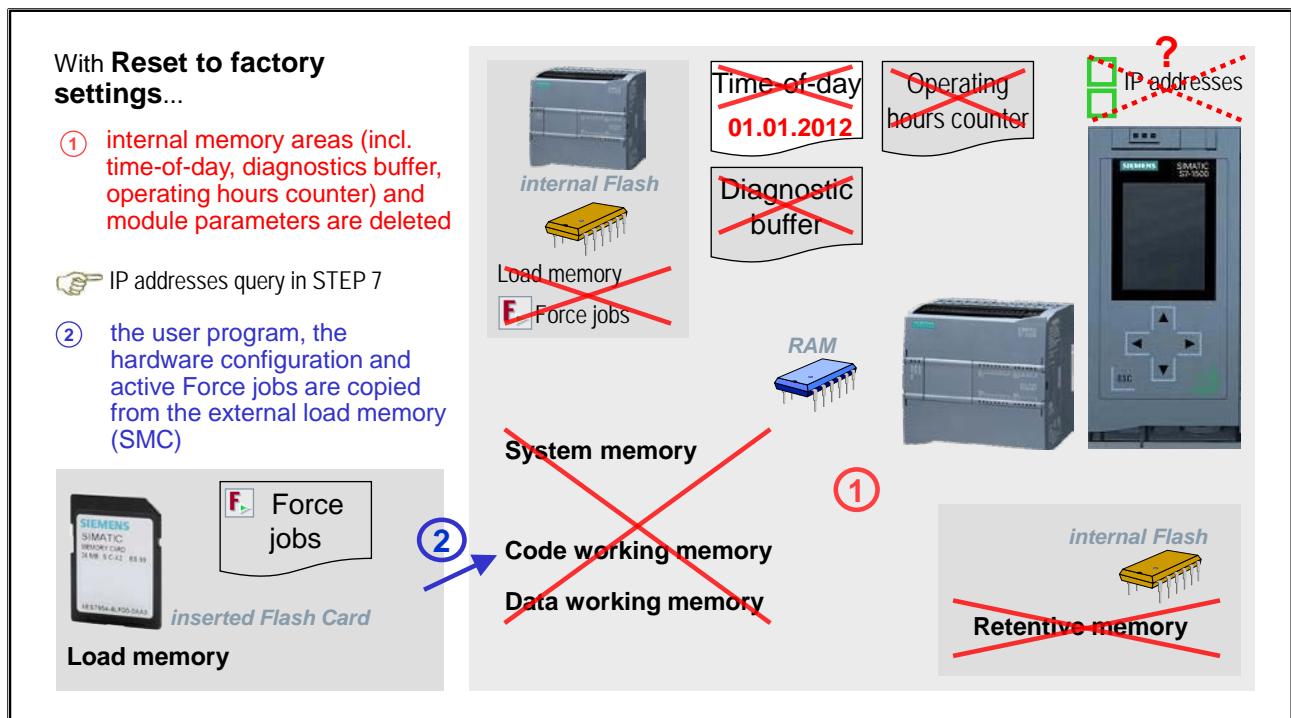 With Reset to factory
settings...
1 internal memory areas (incl.
time-of-day, diagnostics buffer,
operating hours counter) and
module parameters are deleted
IP addresses query in STEP 7
2 the user program, the
hardware configuration and
active Force jobs are copied
from the external load memory
(SMC)
SIEMENS
SIMATIC
MEMORY CARD
F Force
jobs
inserted Flash Card
Load memory
2
internal Flash
Load memory
F Force jobs
Time-of-day
01.01.2012
Operating
hours counter
Diagnostic
buffer
?
IP addresses
SIEMENS SIMATIC
S7-1500
ESC
RAM
System memory
1
Code working memory
Data working memory
internal Flash
Retentive memory